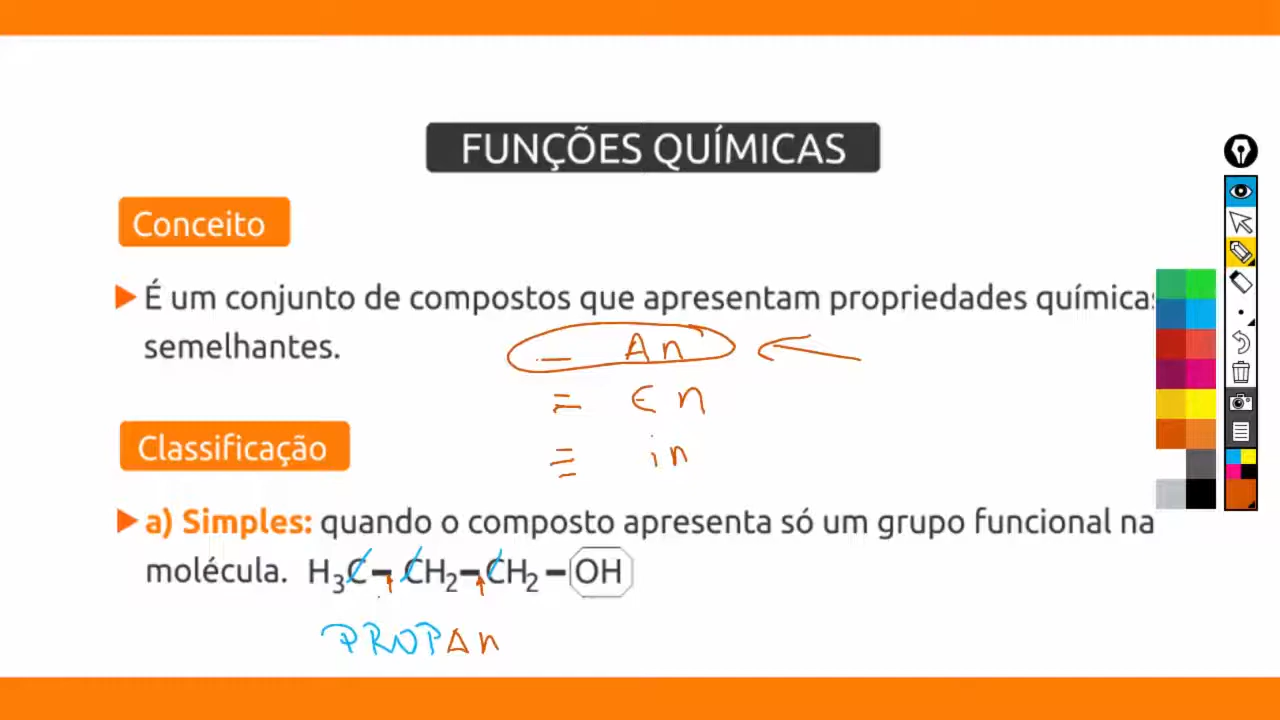 FUNÇÕES QUÍMICAS
Conceito
É um conjunto de compostos que apresentam propriedades químicas
semelhantes.
– An
= en
≡ in
Classificação
a) Simples: quando o composto apresenta só um grupo funcional na
molécula. H₃C–CH₂–CH₂–OH
PROPAn